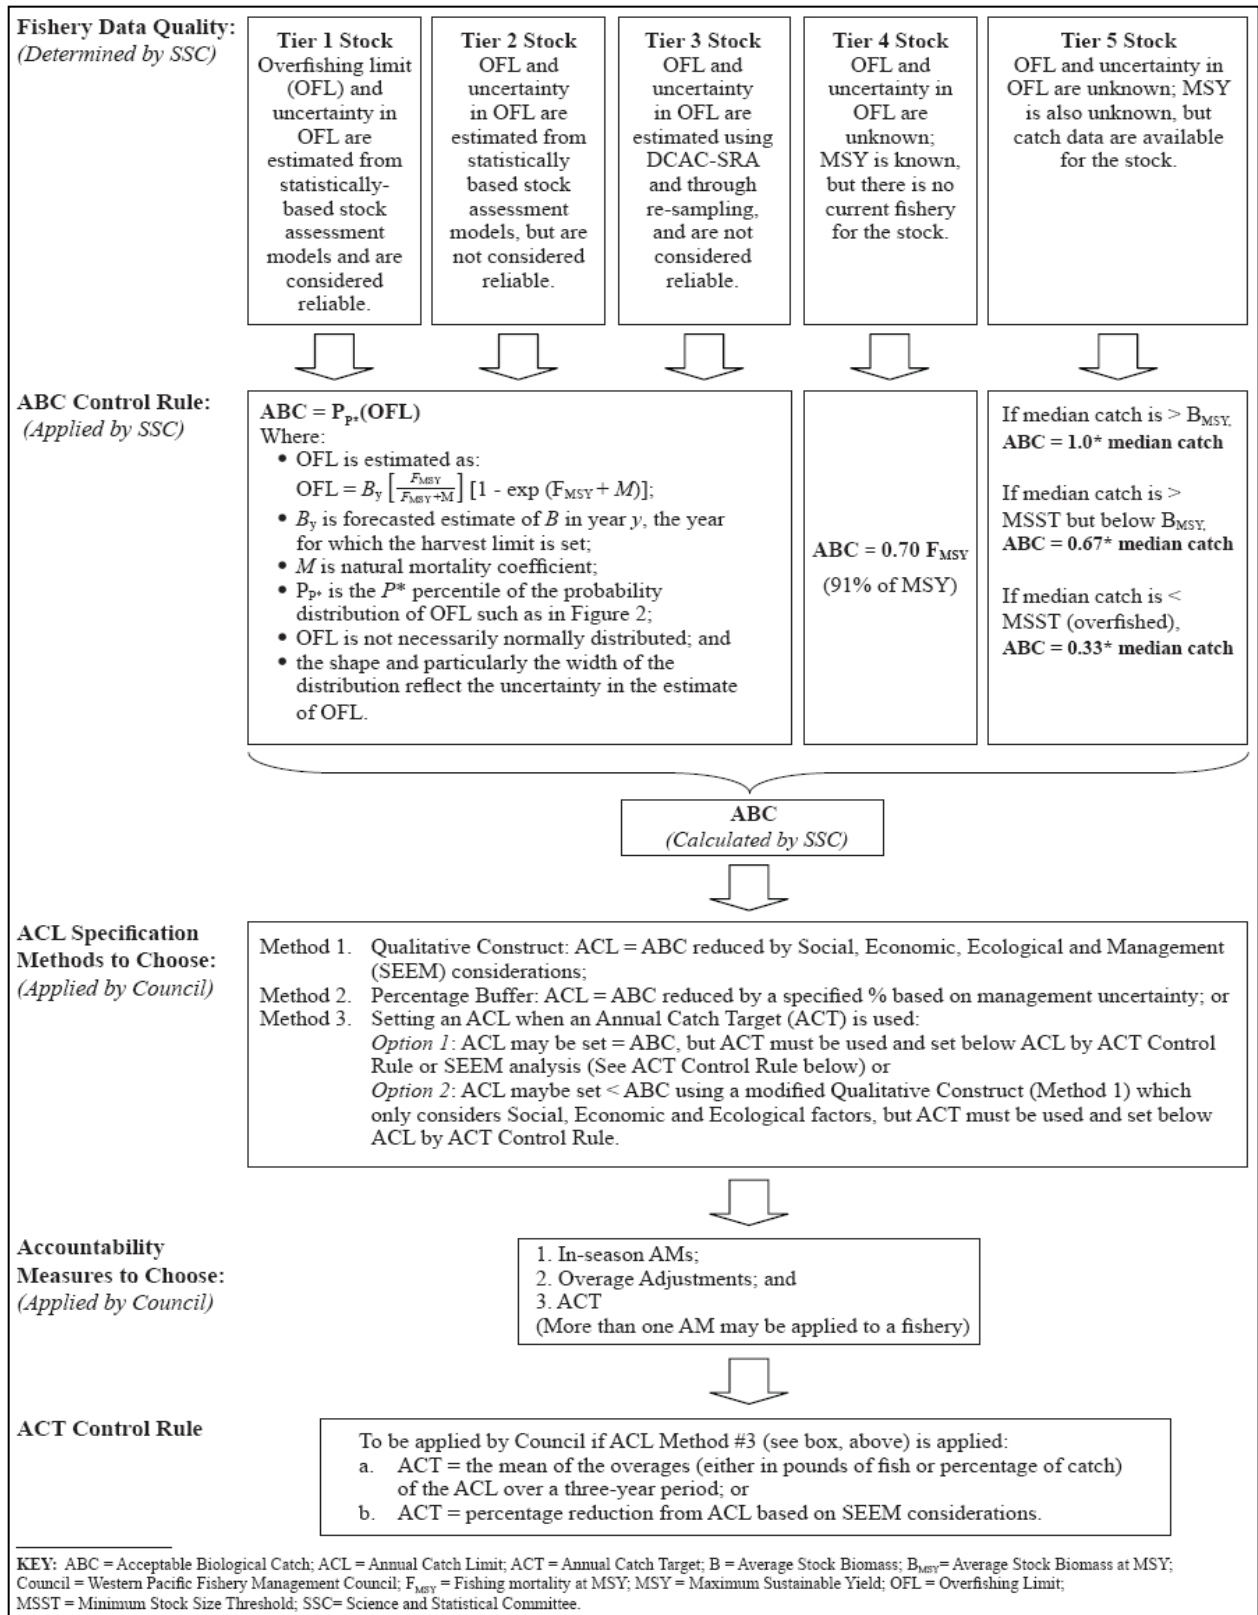 Fishery Data Quality:
(Determined by SSC)
Tier 1 Stock
Overfishing limit
(OFL) and
uncertainty in
OFL are
estimated from
statistically-
based stock
assessment
models and are
considered
reliable.
Tier 2 Stock
OFL and
uncertainty
in OFL are
estimated from
statistically
based stock
assessment
models, but are
not considered
reliable.
Tier 3 Stock
OFL and
uncertainty
in OFL are
estimated using
DCAC-SRA
and through
re-sampling,
and are not
considered
reliable.
Tier 4 Stock
OFL and
uncertainty in
OFL are
unknown;
MSY is known,
but there is no
current fishery
for the stock.
Tier 5 Stock
OFL and uncertainty in
OFL are unknown; MSY
is also unknown, but
catch data are available
for the stock.
ABC Control Rule:
(Applied by SSC)
ABC = P_P*(OFL)
Where:
• OFL is estimated as:
OFL = B_y [F_MSY / F_MSY+M] [1 - exp (F_MSY + M)];
• B_y is forecasted estimate of B in year y, the year
for which the harvest limit is set;
• M is natural mortality coefficient;
• P_P* is the P* percentile of the probability
distribution of OFL such as in Figure 2;
• OFL is not necessarily normally distributed; and
• the shape and particularly the width of the
distribution reflect the uncertainty in the estimate
of OFL.
ABC = 0.70 F_MSY
(91% of MSY)
If median catch is > B_MSY,
ABC = 1.0* median catch
If median catch is >
MSST but below B_MSY,
ABC = 0.67* median catch
If median catch is <
MSST (overfished),
ABC = 0.33* median catch
ABC
(Calculated by SSC)
ACL Specification
Methods to Choose:
(Applied by Council)
Method 1. Qualitative Construct: ACL = ABC reduced by Social, Economic, Ecological and Management
(SEEM) considerations;
Method 2. Percentage Buffer: ACL = ABC reduced by a specified % based on management uncertainty; or
Method 3. Setting an ACL when an Annual Catch Target (ACT) is used:
Option 1: ACL may be set = ABC, but ACT must be used and set below ACL by ACT Control
Rule or SEEM analysis (See ACT Control Rule below) or
Option 2: ACL maybe set < ABC using a modified Qualitative Construct (Method 1) which
only considers Social, Economic and Ecological factors, but ACT must be used and set below
ACL by ACT Control Rule.
Accountability
Measures to Choose:
(Applied by Council)
1. In-season AMs;
2. Overage Adjustments; and
3. ACT
(More than one AM may be applied to a fishery)
ACT Control Rule
To be applied by Council if ACL Method #3 (see box, above) is applied:
a. ACT = the mean of the overages (either in pounds of fish or percentage of catch)
of the ACL over a three-year period; or
b. ACT = percentage reduction from ACL based on SEEM considerations.
KEY: ABC = Acceptable Biological Catch; ACL = Annual Catch Limit; ACT = Annual Catch Target; B = Average Stock Biomass; B_MSY= Average Stock Biomass at MSY;
Council = Western Pacific Fishery Management Council; F_MSY = Fishing mortality at MSY; MSY = Maximum Sustainable Yield; OFL = Overfishing Limit;
MSST = Minimum Stock Size Threshold; SSC= Science and Statistical Committee.